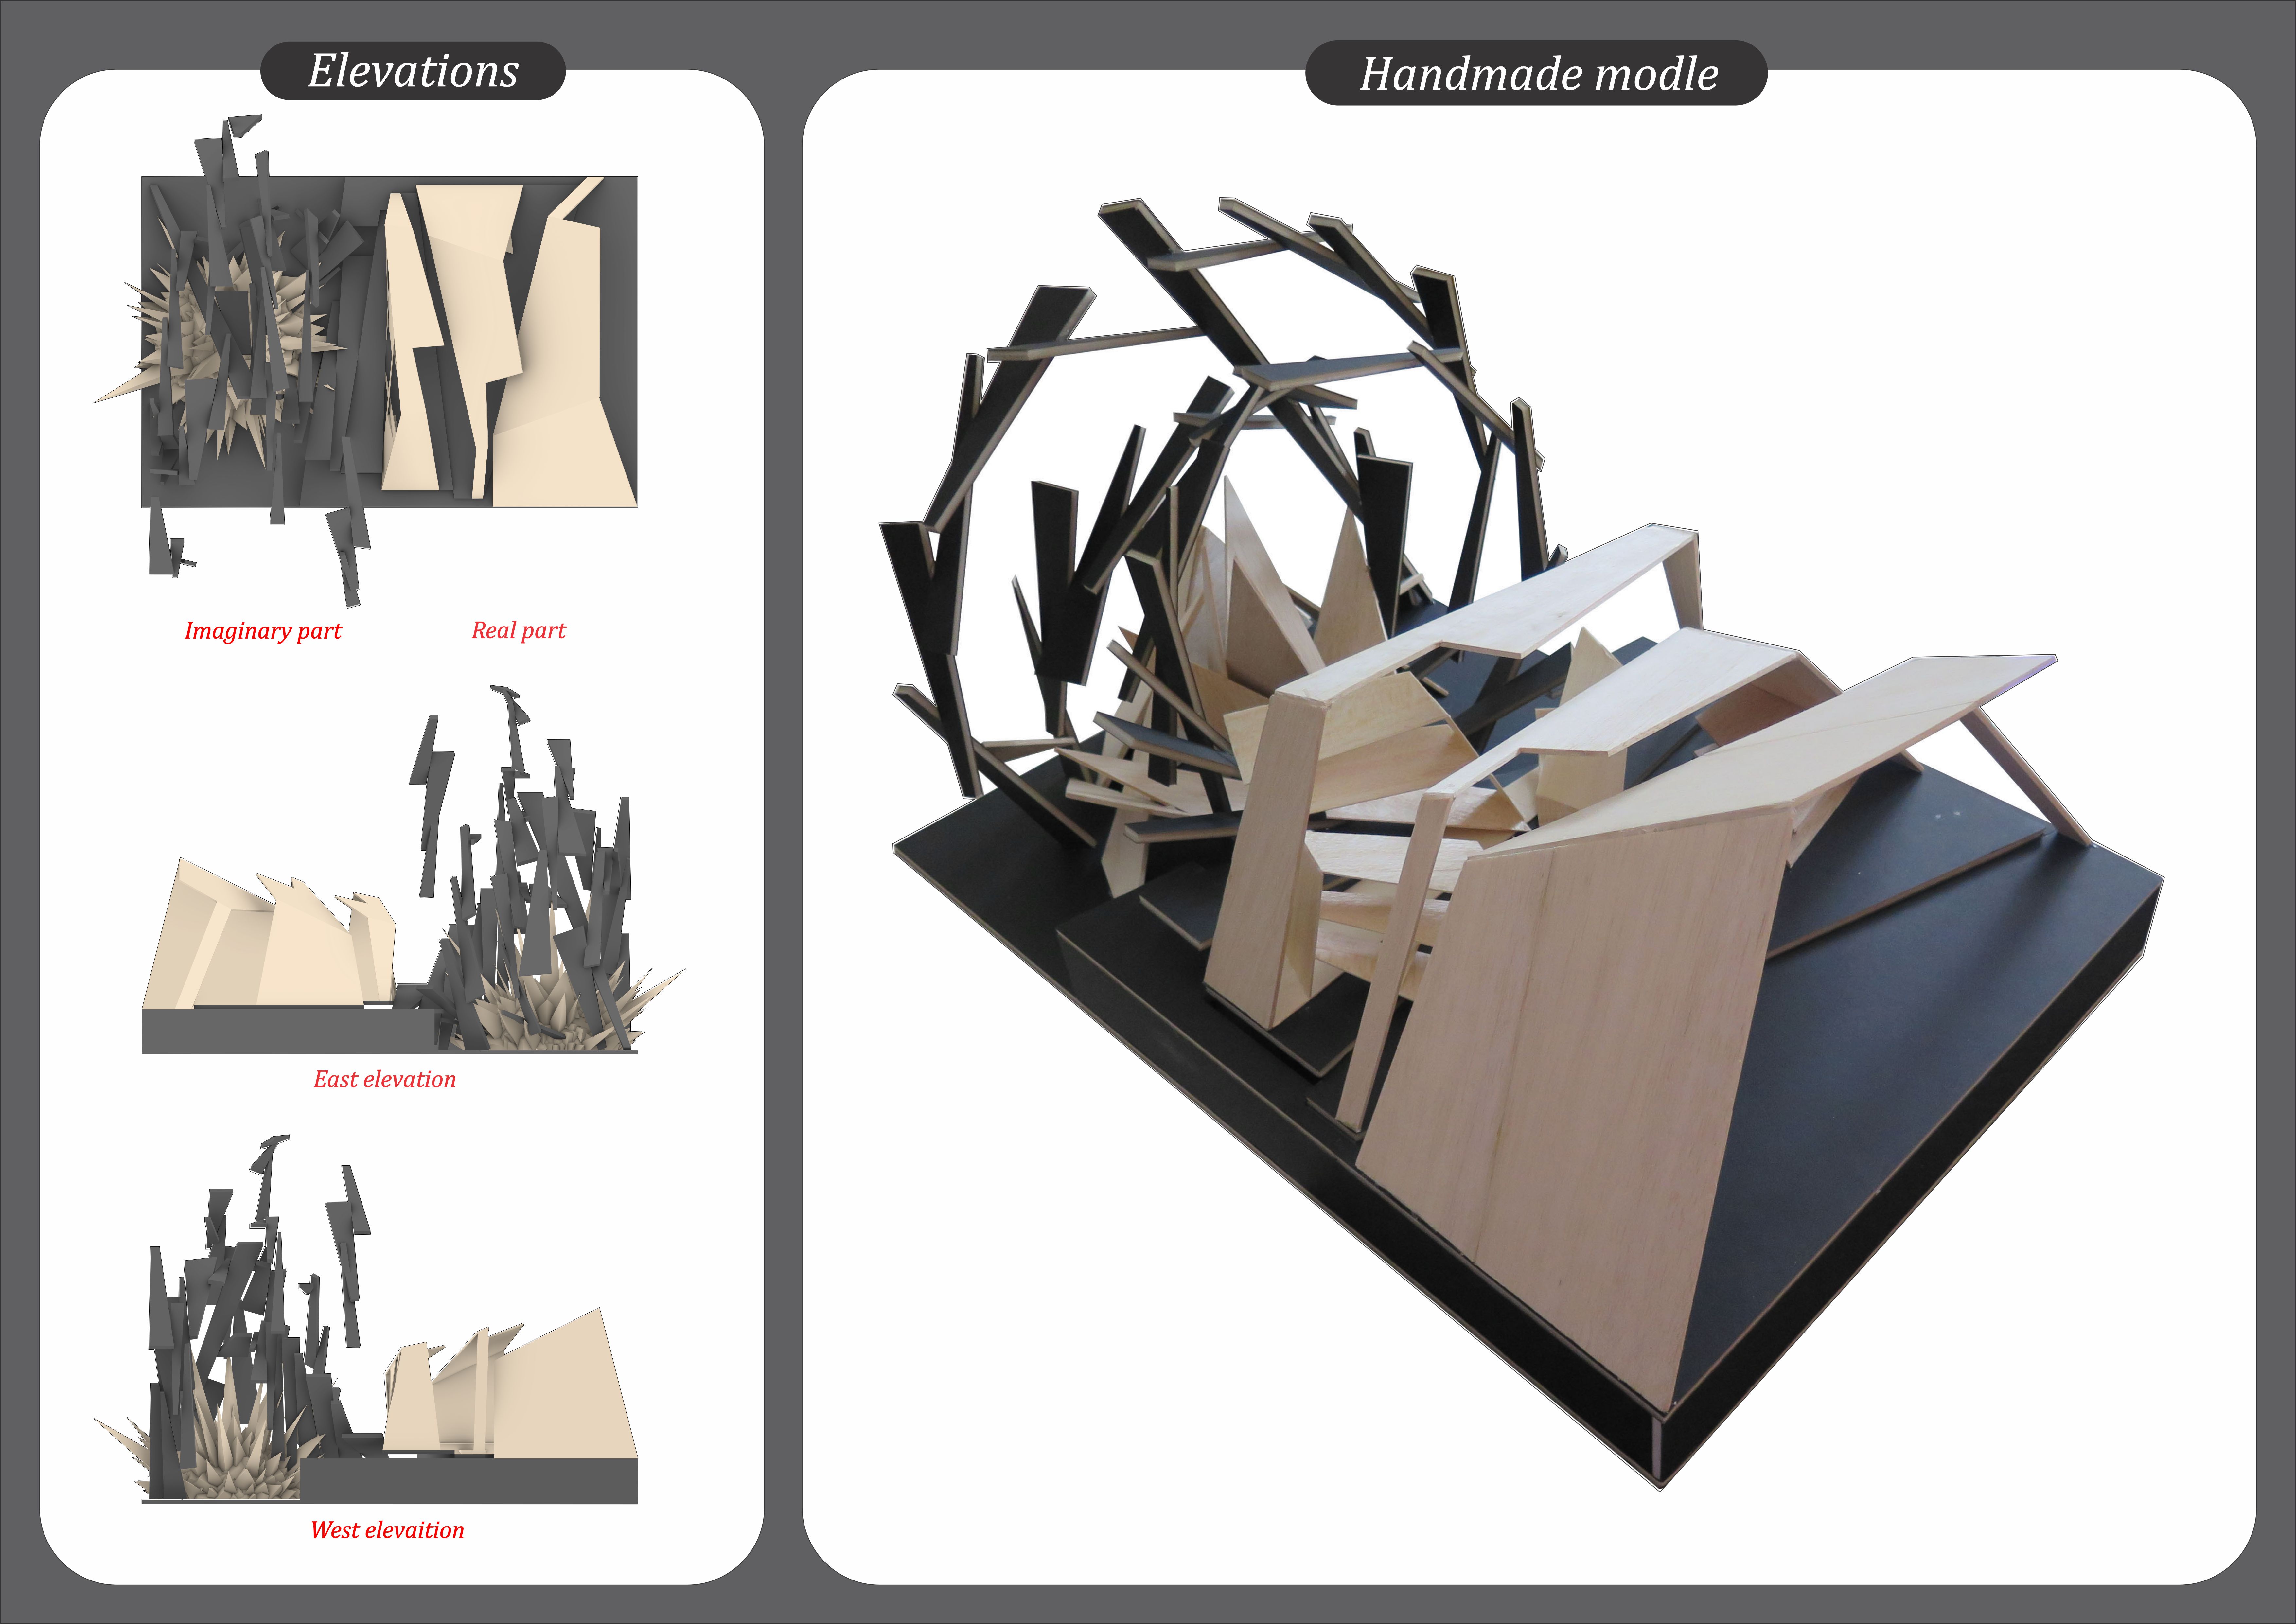 Elevations
Handmade modle
Imaginary part
Real part
East elevation
West elevaition